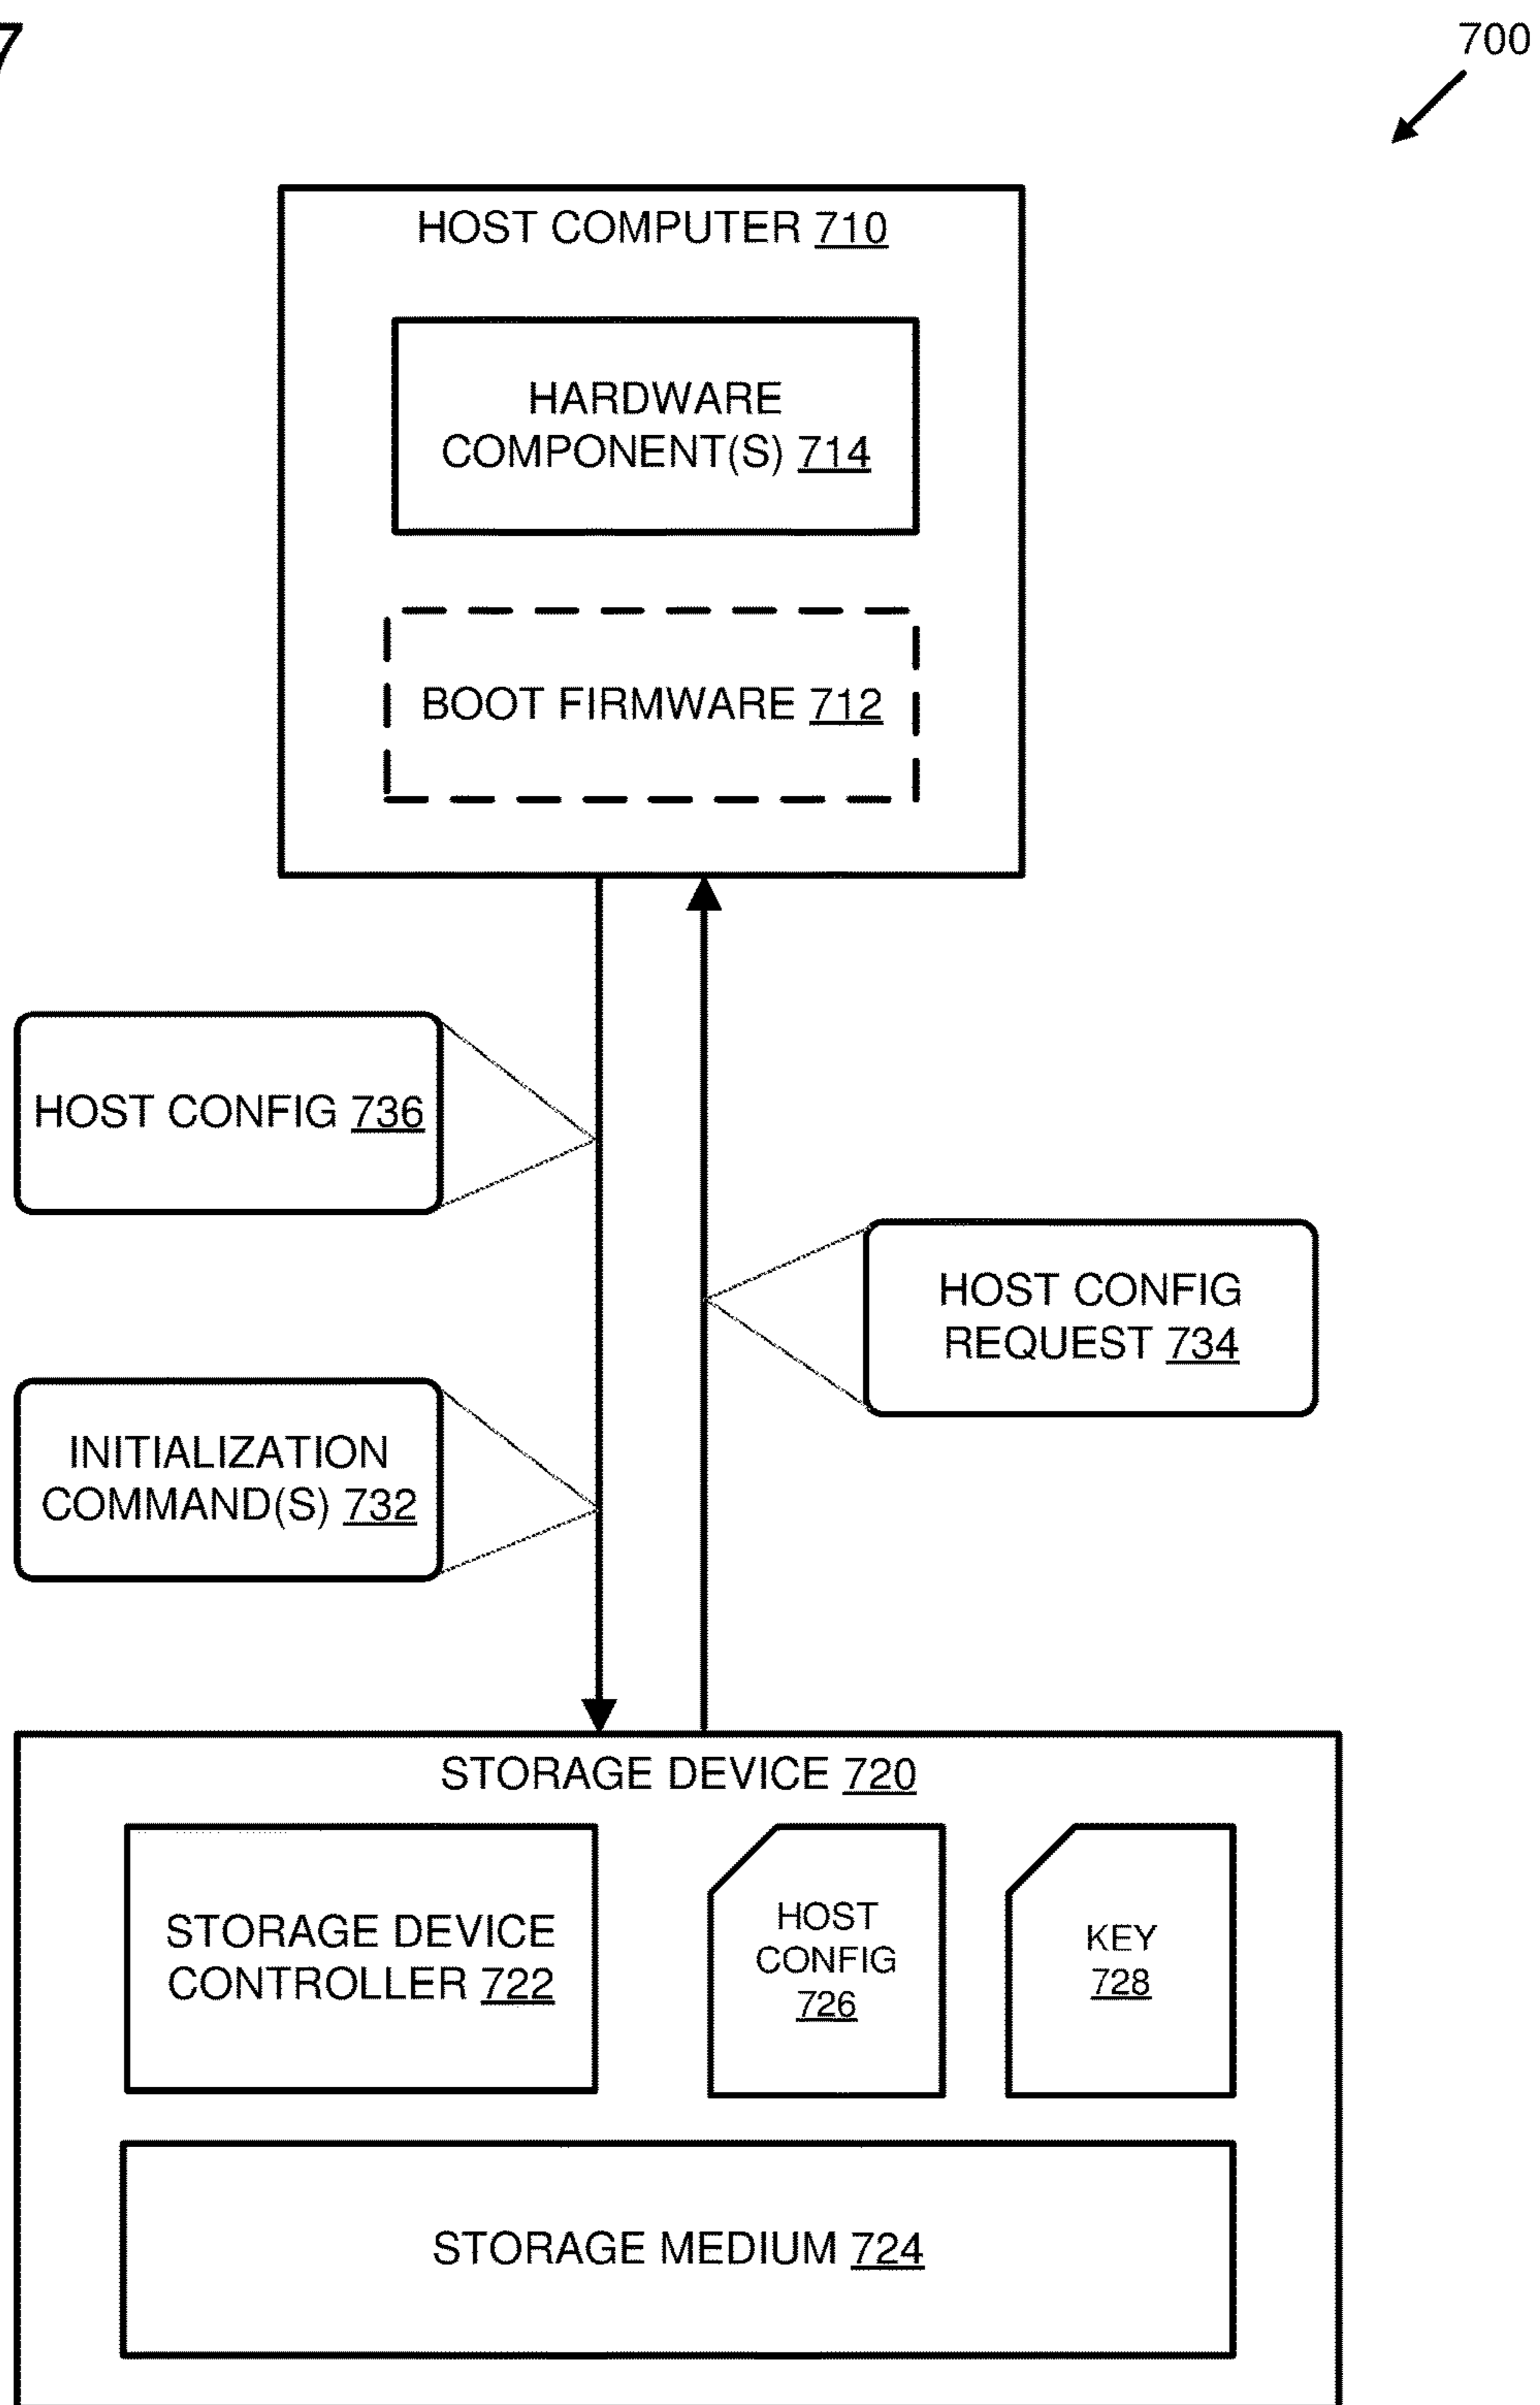 7
700
HOST COMPUTER 710
HARDWARE
COMPONENT(S) 714
BOOT FIRMWARE 712
HOST CONFIG 736
HOST CONFIG
REQUEST 734
INITIALIZATION
COMMAND(S) 732
STORAGE DEVICE 720
STORAGE DEVICE
CONTROLLER 722
HOST
CONFIG
726
KEY
728
STORAGE MEDIUM 724